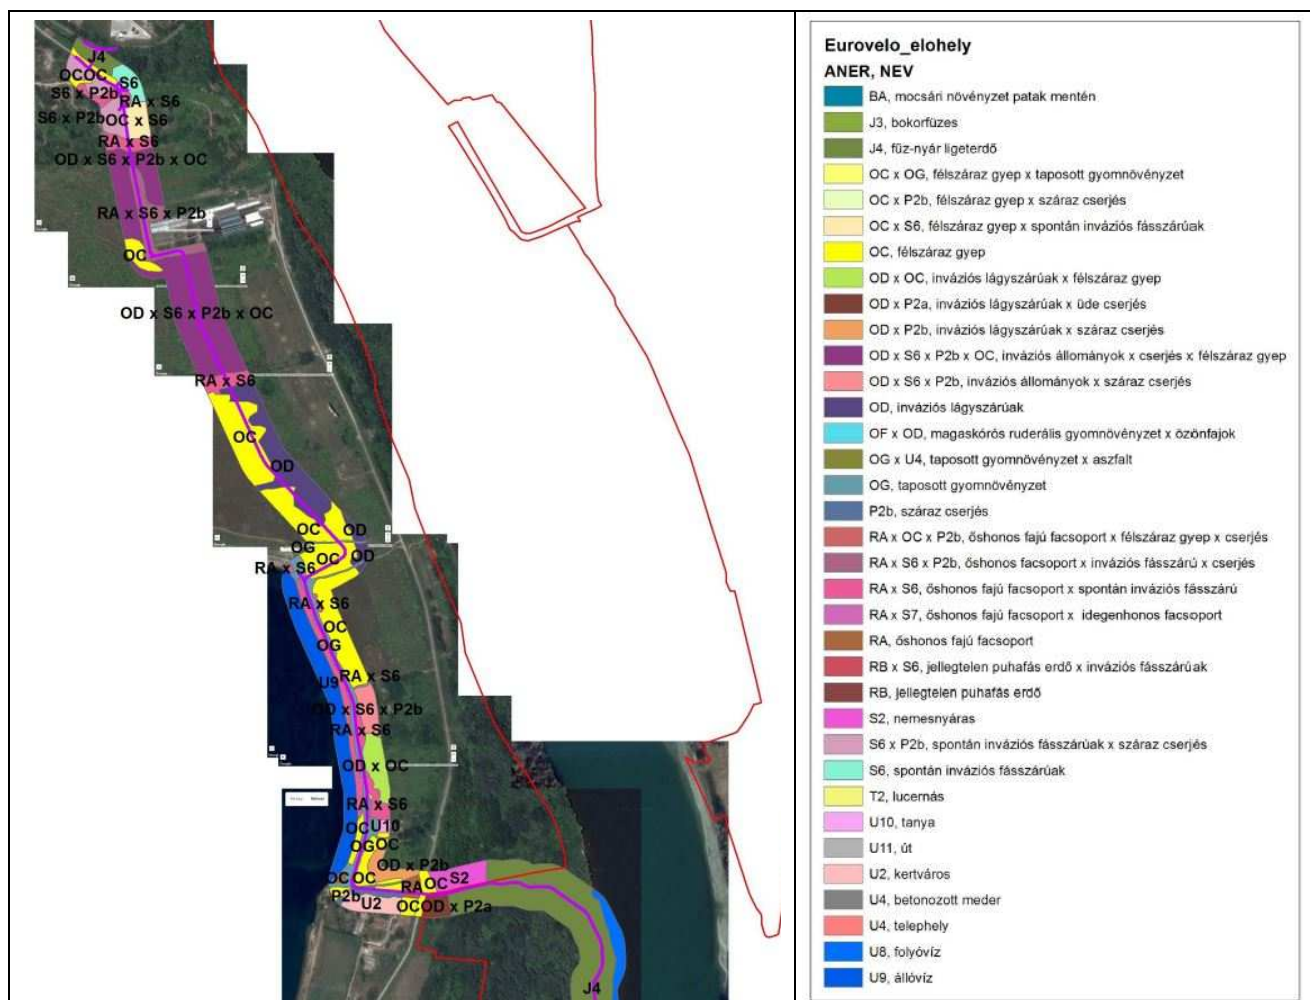 J4
OCOC
S6
S6 x P2b
RA x S6
S6 x P2b
OC x S6
RA x S6
OD x S6 x P2b x OC
RA x S6 x P2b
OC
OD x S6 x P2b x OC
RA x S6
OC
OD
OC
OD
OG
OC
OD
RA x S6
RA x S6
OC
OG
RA x S6
U9
OD x S6 x P2b
RA x S6
OD x OC
RA x S6
OC
U10
OG
OC
OD x P2b
OC
OC
RA
OC
S2
P2b
U2
OC
OD x P2a
J4
Eurovelo_elohely
ANER, NEV
BA, mocsári növényzet patak mentén
J3, bokorfüzes
J4, fűz-nyár ligeterdő
OC x OG, félszáraz gyep x taposott gyomnövényzet
OC x P2b, félszáraz gyep x száraz cserjés
OC x S6, félszáraz gyep x spontán inváziós fásszárúak
OC, félszáraz gyep
OD x OC, inváziós lágyszárúak x félszáraz gyep
OD x P2a, inváziós lágyszárúak x üde cserjés
OD x P2b, inváziós lágyszárúak x száraz cserjés
OD x S6 x P2b x OC, inváziós állományok x cserjés x félszáraz gyep
OD x S6 x P2b, inváziós állományok x száraz cserjés
OD, inváziós lágyszárúak
OF x OD, magaskórós ruderális gyomnövényzet x özönfajok
OG x U4, taposott gyomnövényzet x aszfalt
OG, taposott gyomnövényzet
P2b, száraz cserjés
RA x OC x P2b, őshonos fajú facsoport x félszáraz gyep x cserjés
RA x S6 x P2b, őshonos facsoport x inváziós fásszárú x cserjés
RA x S6, őshonos fajú facsoport x spontán inváziós fásszárú
RA x S7, őshonos fajú facsoport x idegenhonos facsoport
RA, őshonos fajú facsoport
RB x S6, jellegtelen puhafás erdő x inváziós fásszárúak
RB, jellegtelen puhafás erdő
S2, nemesnyáras
S6 x P2b, spontán inváziós fásszárúak x száraz cserjés
S6, spontán inváziós fásszárúak
T2, lucernás
U10, tanya
U11, út
U2, kertváros
U4, betonozott meder
U4, telephely
U8, folyóvíz
U9, állóvíz